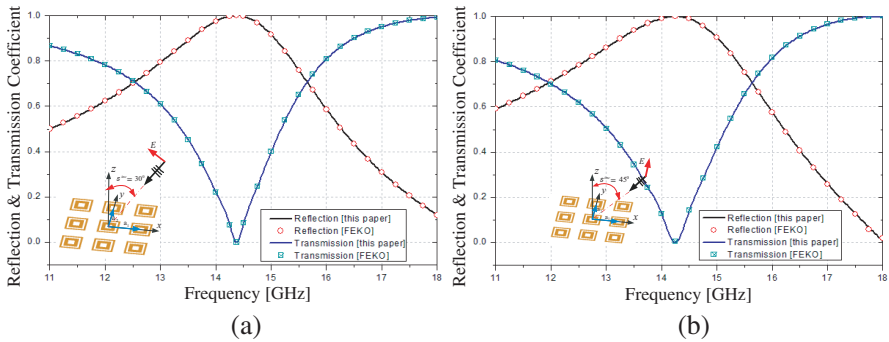 Reflection & Transmission Coefficient
1.0
0.8
0.6
0.4
0.2
0.0
11 12 13 14 15 16 17 18
Frequency [GHz]
E
z
= 30°
y
x
Reflection [this paper]
Reflection [FEKO]
Transmission [this paper]
Transmission [FEKO]
(a)
Reflection & Transmission Coefficient
1.0
0.8
0.6
0.4
0.2
0.0
11 12 13 14 15 16 17 18
Frequency [GHz]
E
z
= 45°
y
x
Reflection [this paper]
Reflection [FEKO]
Transmission [this paper]
Transmission [FEKO]
(b)